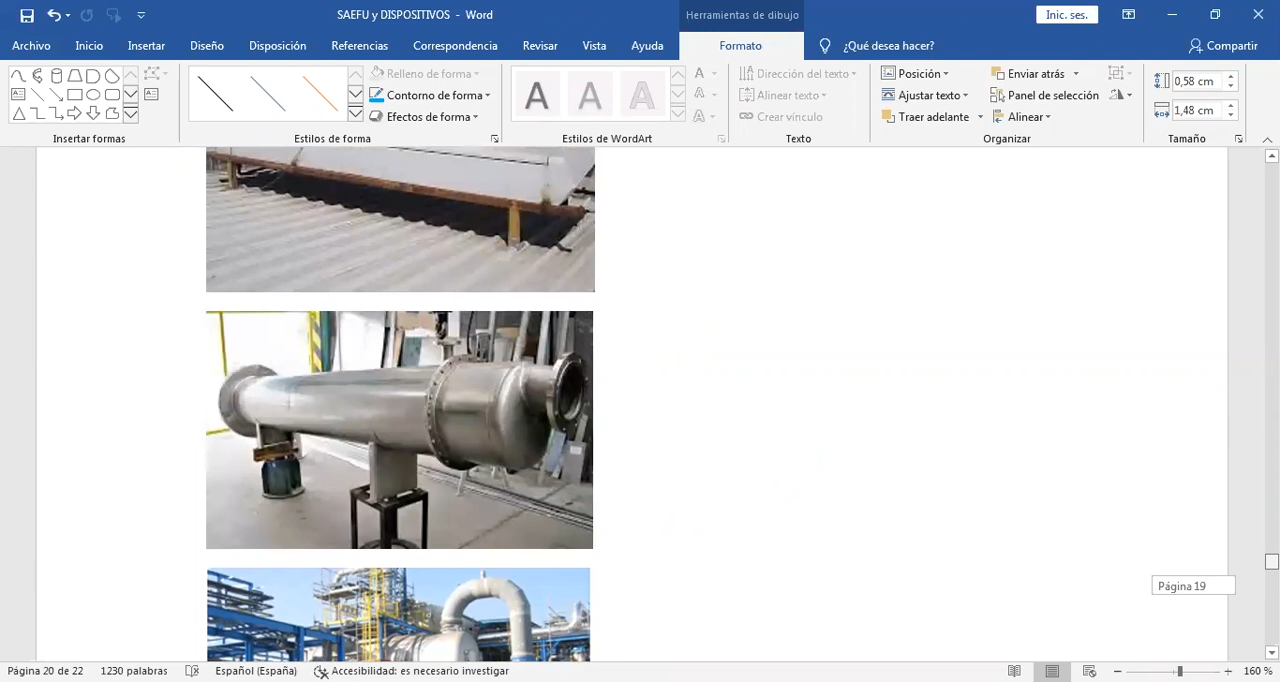 SAEFU y DISPOSITIVOS - Word
Herramientas de dibujo
Inic. ses.
Archivo Inicio Insertar Diseño Disposición Referencias Correspondencia Revisar Vista Ayuda Formato ¿Qué desea hacer? Compartir
Relleno de forma
Contorno de forma
Efectos de forma
A A A
A
A
A
Dirección del texto
Alinear texto
Crear vínculo
Posición
Ajustar texto
Traer adelante
Enviar atrás
Panel de selección
Alinear
0,58 cm
1,48 cm
Insertar formas Estilos de forma Estilos de WordArt Texto Organizar Tamaño
Página 19
Página 20 de 22 1230 palabras Español (España) Accesibilidad: es necesario investigar 160 %